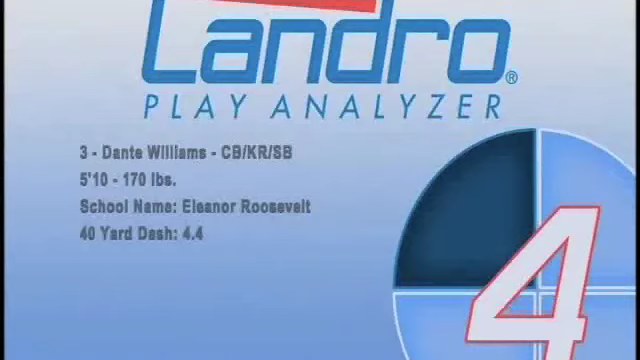 Landro®
PLAY ANALYZER
3 - Dante Williams - CB/KR/SB
5'10 - 170 lbs.
School Name: Eleanor Roosevelt
40 Yard Dash: 4.4
4